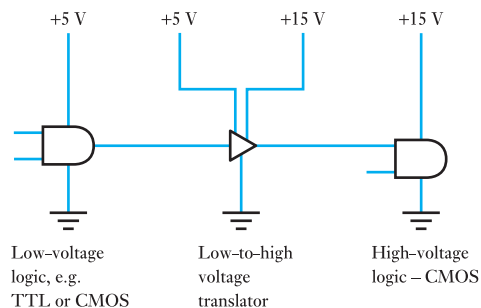 +5 V +5 V +15 V +15 V
Low–voltage
logic, e.g.
TTL or CMOS
Low–to–high
voltage
translator
High–voltage
logic – CMOS